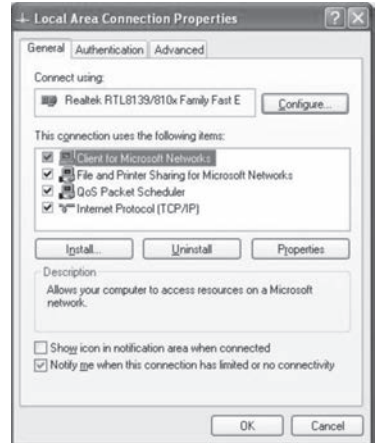 Local Area Connection Properties
General Authentication Advanced
Connect using:
Realtek RTL8139/810x Family Fast E
Configure...
This connection uses the following items:
Client for Microsoft Networks
File and Printer Sharing for Microsoft Networks
QoS Packet Scheduler
Internet Protocol (TCP/IP)
Install... Uninstall Properties
Description
Allows your computer to access resources on a Microsoft
network.
Show icon in notification area when connected
Notify me when this connection has limited or no connectivity
OK Cancel